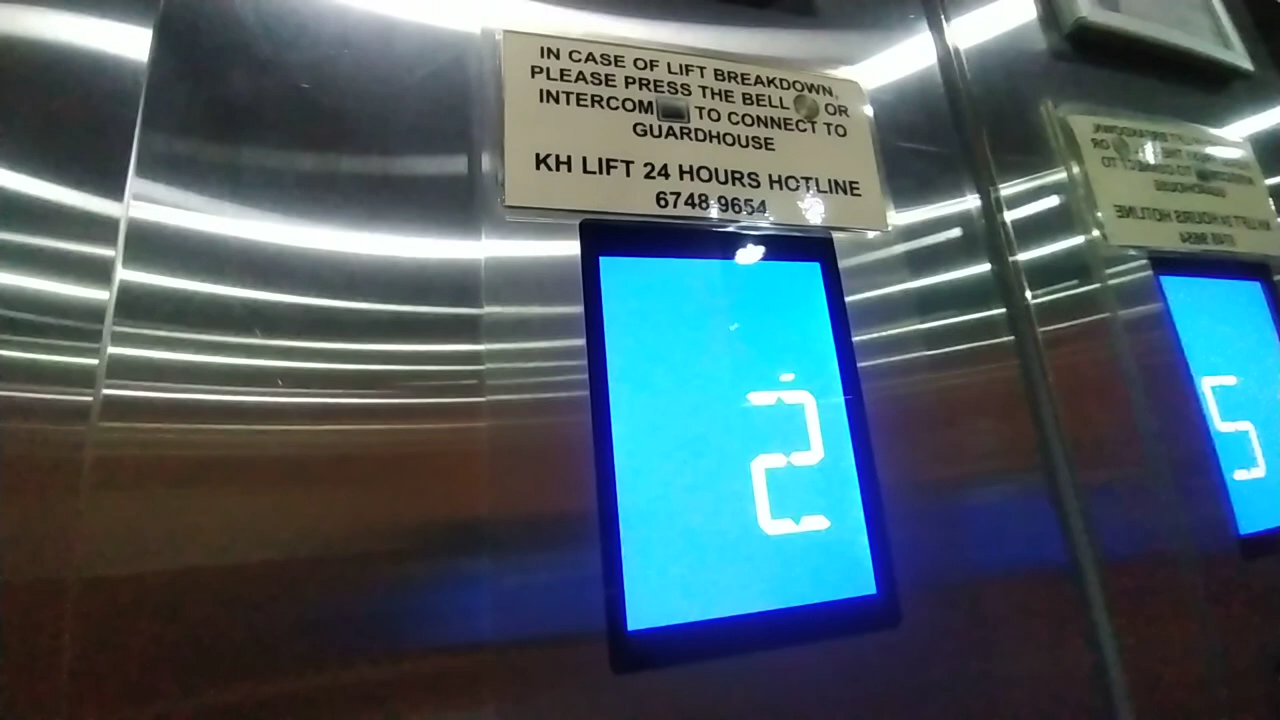 IN CASE OF LIFT BREAKDOWN,
PLEASE PRESS THE BELL OR
INTERCOM TO CONNECT TO
GUARDHOUSE
KH LIFT 24 HOURS HOTLINE
6748 9654
2